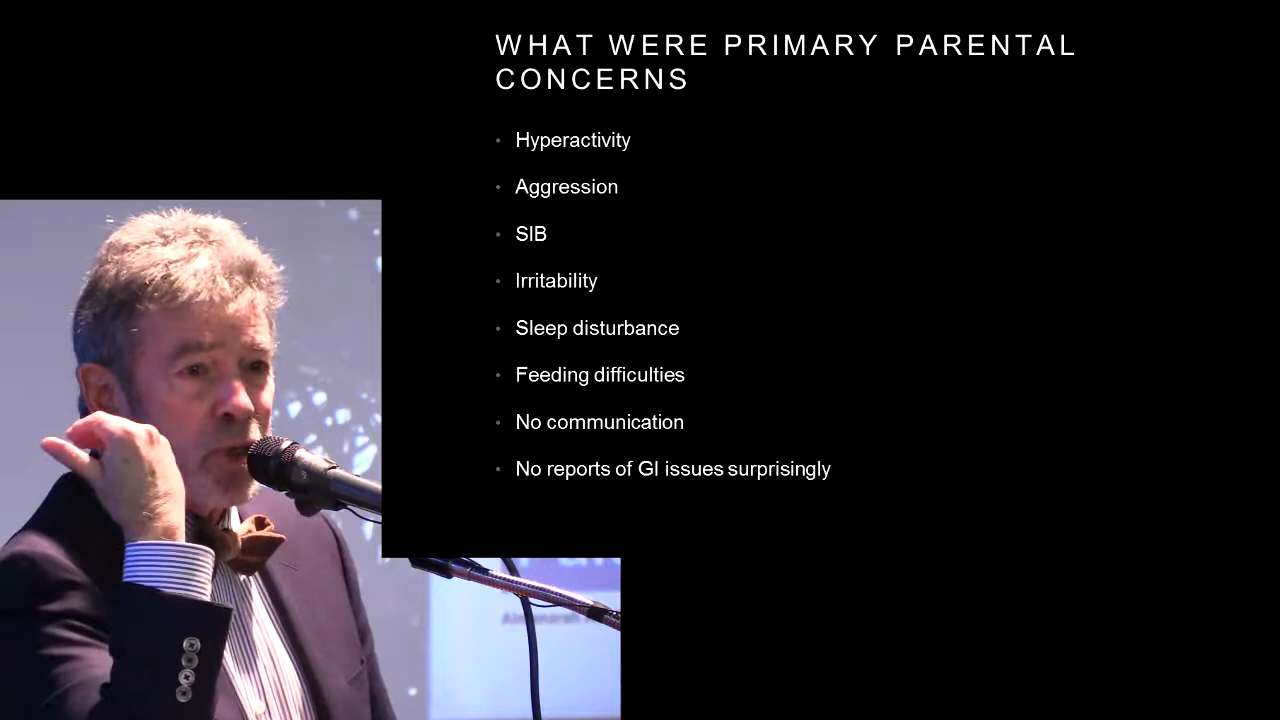 WHAT WERE PRIMARY PARENTAL
CONCERNS
• Hyperactivity
• Aggression
• SIB
• Irritability
• Sleep disturbance
• Feeding difficulties
• No communication
• No reports of GI issues surprisingly